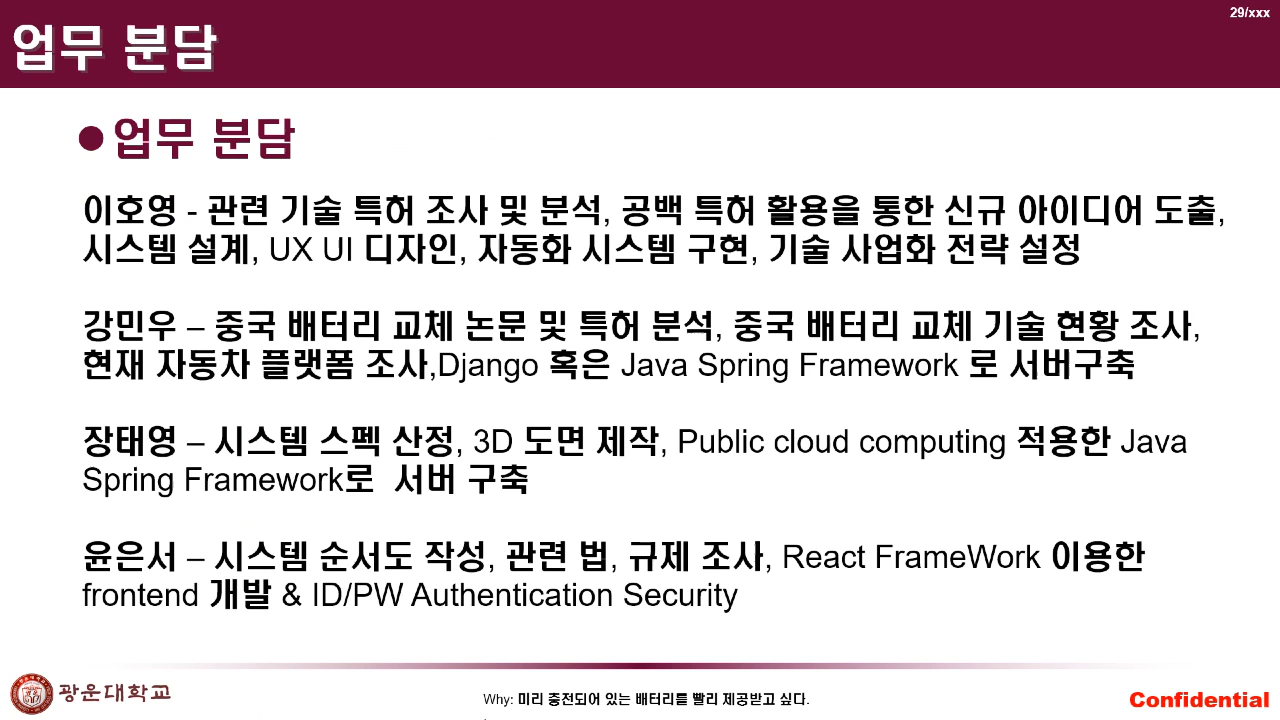 29/xxx
업무 분담
●업무 분담
이호영 - 관련 기술 특허 조사 및 분석, 공백 특허 활용을 통한 신규 아이디어 도출,
시스템 설계, UX UI 디자인, 자동화 시스템 구현, 기술 사업화 전략 설정
강민우 – 중국 배터리 교체 논문 및 특허 분석, 중국 배터리 교체 기술 현황 조사,
현재 자동차 플랫폼 조사,Django 혹은 Java Spring Framework 로 서버구축
장태영 – 시스템 스펙 산정, 3D 도면 제작, Public cloud computing 적용한 Java
Spring Framework로  서버 구축
윤은서 – 시스템 순서도 작성, 관련 법, 규제 조사, React FrameWork 이용한
frontend 개발 & ID/PW Authentication Security
광운대학교
Why: 미리 충전되어 있는 배터리를 빨리 제공받고 싶다.
Confidential